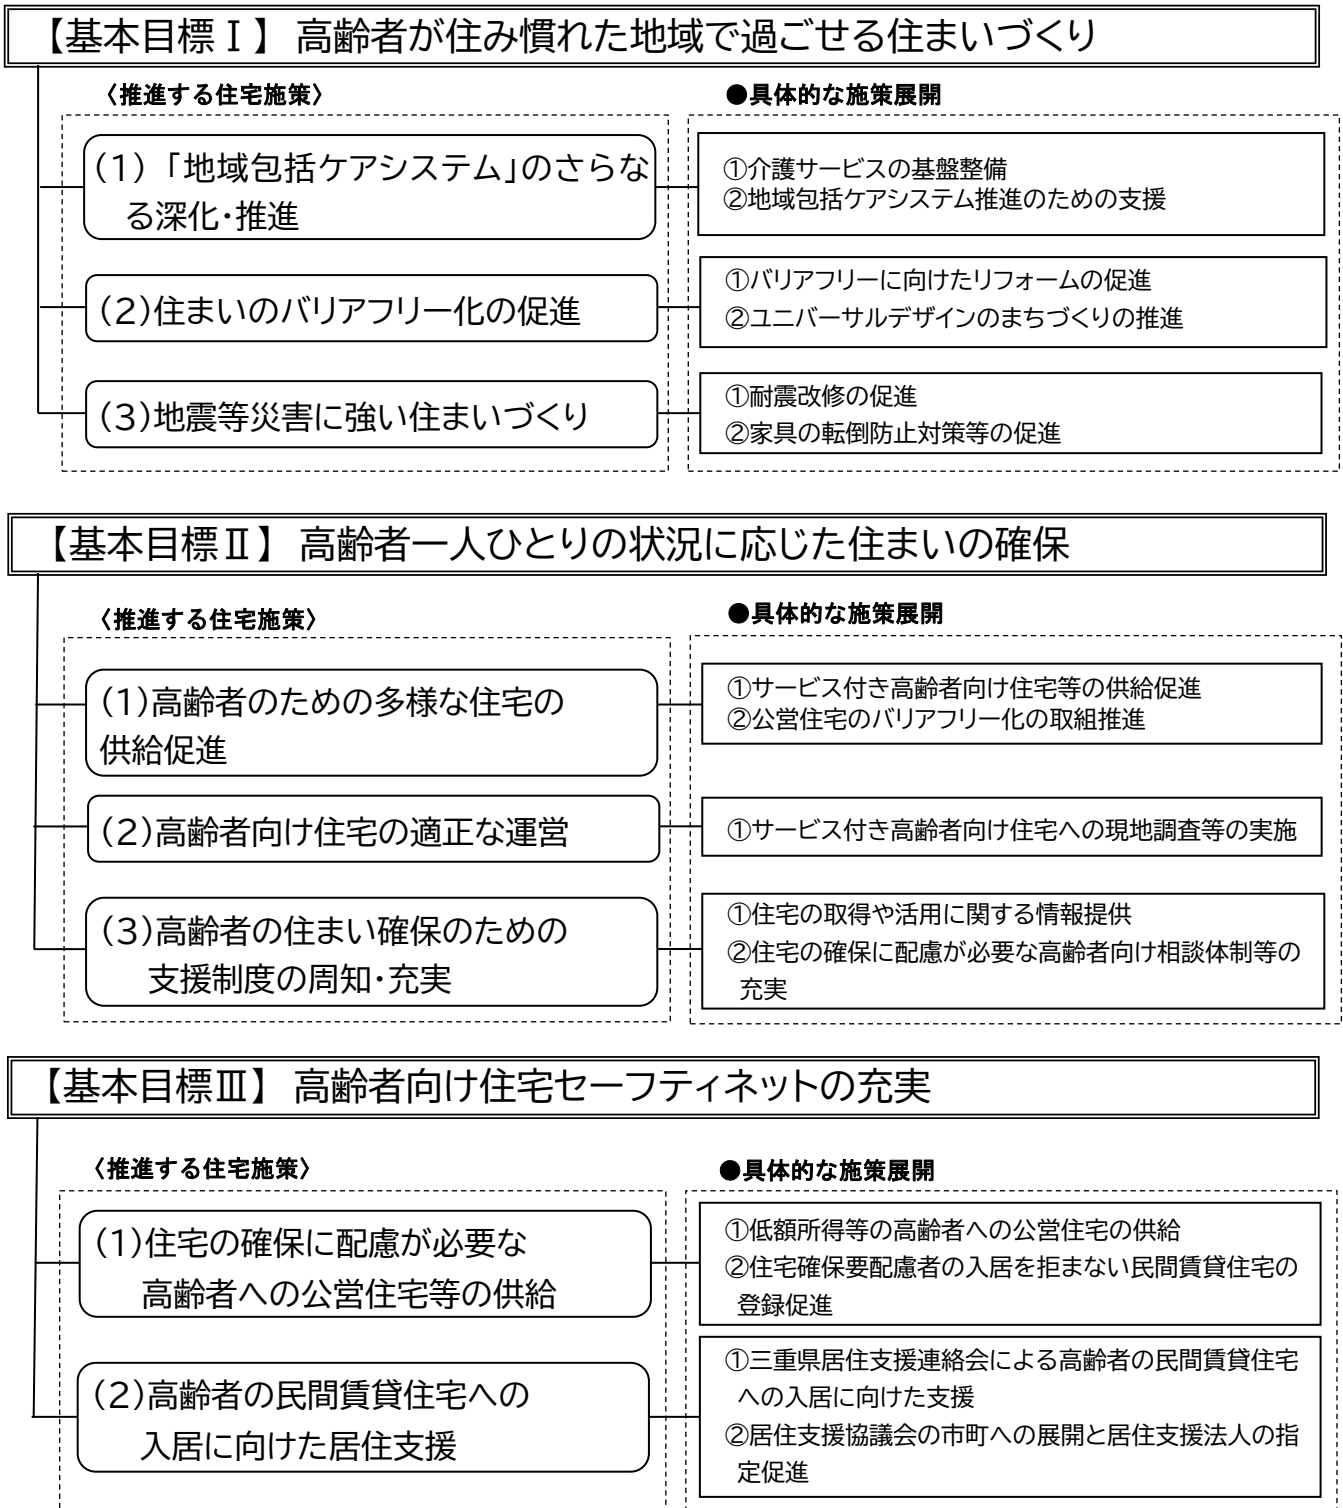 【基本目標Ⅰ】 高齢者が住み慣れた地域で過ごせる住まいづくり
〈推進する住宅施策〉
●具体的な施策展開
(1)「地域包括ケアシステム」のさらな
る深化・推進
①介護サービスの基盤整備
②地域包括ケアシステム推進のための支援
(2)住まいのバリアフリー化の促進
①バリアフリーに向けたリフォームの促進
②ユニバーサルデザインのまちづくりの推進
(3)地震等災害に強い住まいづくり
①耐震改修の促進
②家具の転倒防止対策等の促進
【基本目標Ⅱ】 高齢者一人ひとりの状況に応じた住まいの確保
〈推進する住宅施策〉
●具体的な施策展開
(1)高齢者のための多様な住宅の
供給促進
①サービス付き高齢者向け住宅等の供給促進
②公営住宅のバリアフリー化の取組推進
(2)高齢者向け住宅の適正な運営
①サービス付き高齢者向け住宅への現地調査等の実施
(3)高齢者の住まい確保のための
支援制度の周知・充実
①住宅の取得や活用に関する情報提供
②住宅の確保に配慮が必要な高齢者向け相談体制等の
充実
【基本目標Ⅲ】 高齢者向け住宅セーフティネットの充実
〈推進する住宅施策〉
●具体的な施策展開
(1)住宅の確保に配慮が必要な
高齢者への公営住宅等の供給
①低額所得等の高齢者への公営住宅の供給
②住宅確保要配慮者の入居を拒まない民間賃貸住宅の
登録促進
(2)高齢者の民間賃貸住宅への
入居に向けた居住支援
①三重県居住支援連絡会による高齢者の民間賃貸住宅
への入居に向けた支援
②居住支援協議会の市町への展開と居住支援法人の指
定促進